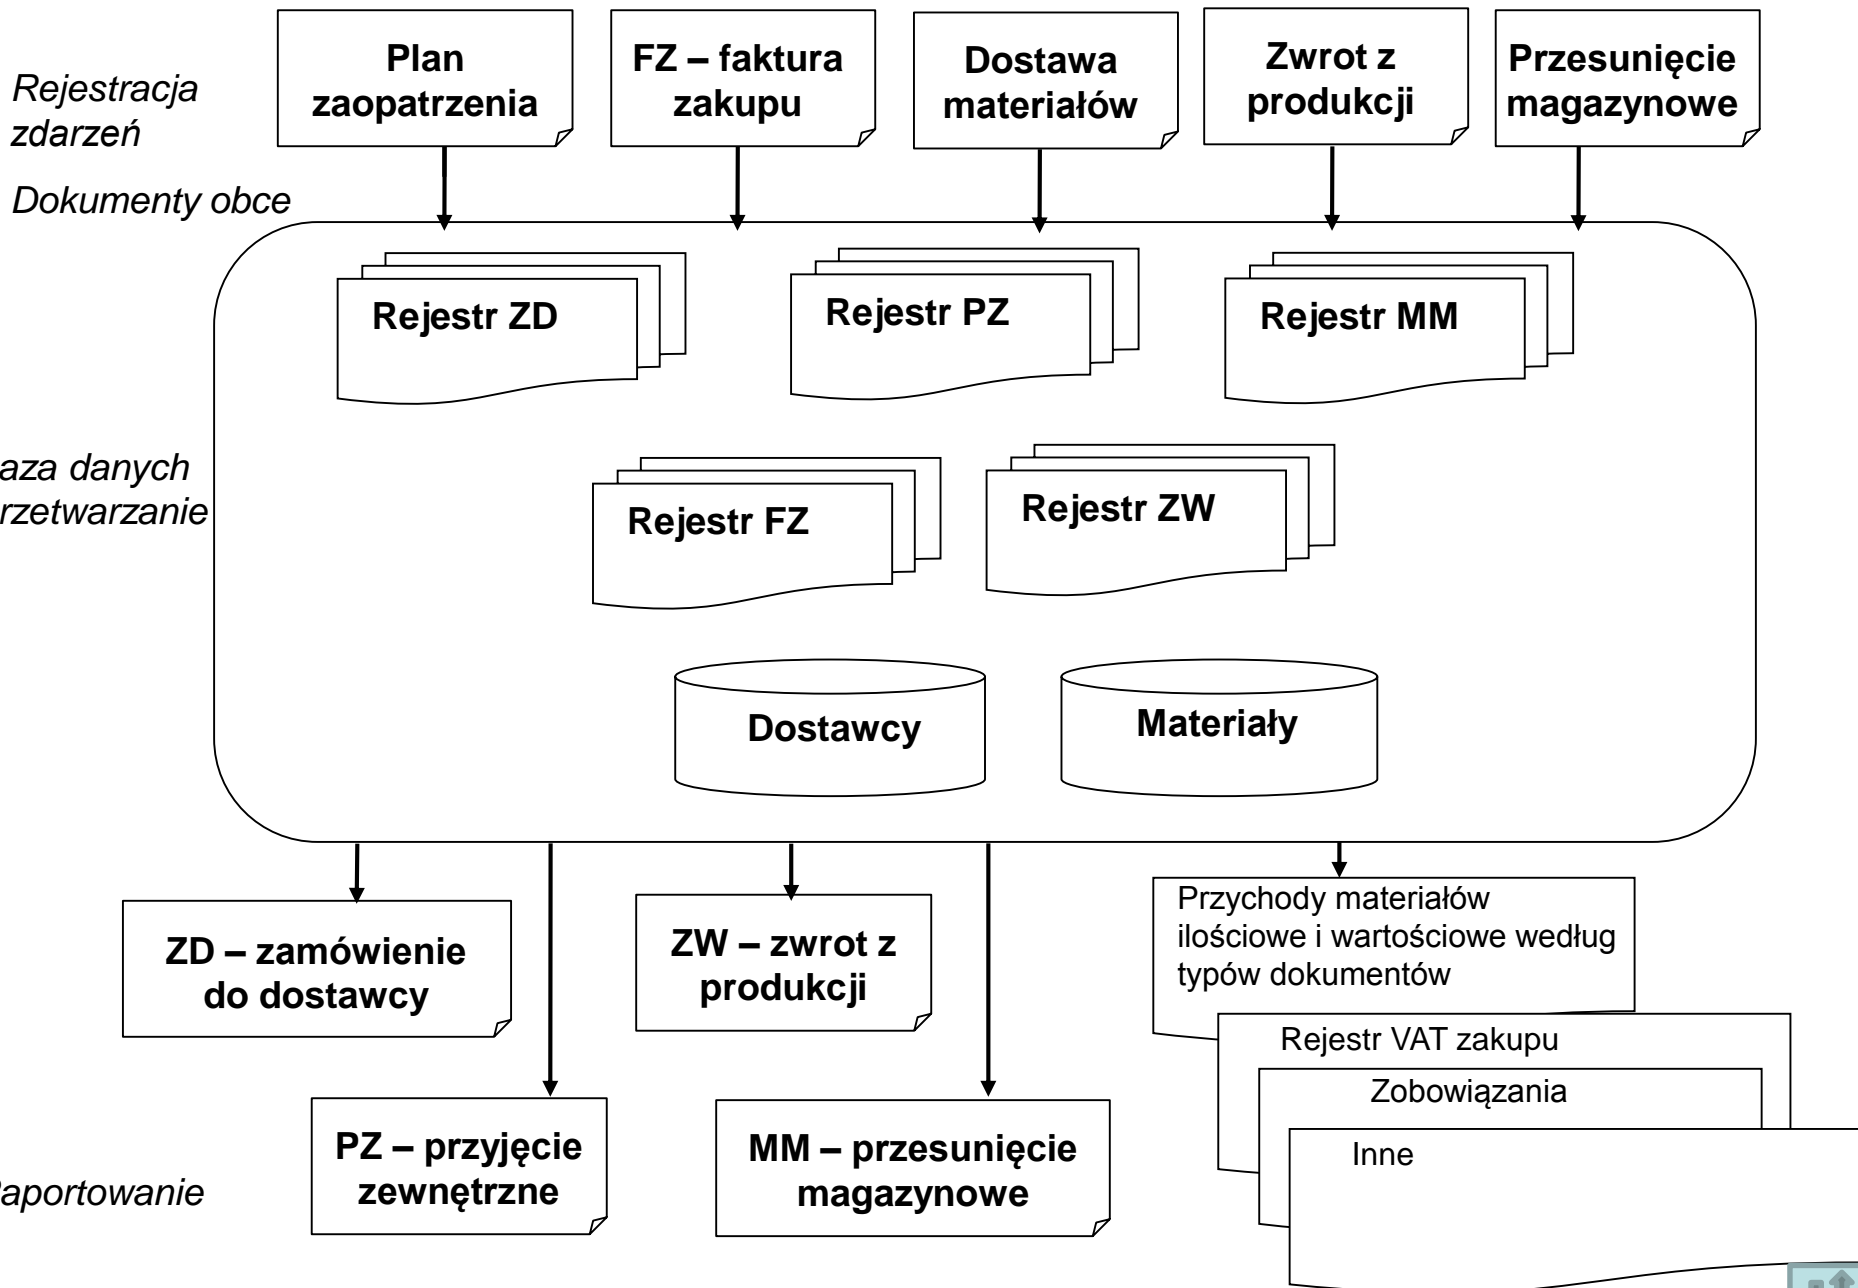 Plan
zaopatrzenia
FZ – faktura
zakupu
Dostawa
materiałów
Zwrot z
produkcji
Przesunięcie
magazynowe
Rejestracja
zdarzeń
Dokumenty obce
Rejestr ZD
Rejestr PZ
Rejestr MM
aza danych
rzetwarzanie
Rejestr FZ
Rejestr ZW
Dostawcy
Materiały
ZD – zamówienie
do dostawcy
ZW – zwrot z
produkcji
Przychody materiałów
ilościowe i wartościowe według
typów dokumentów
Rejestr VAT zakupu
Zobowiązania
Inne
PZ – przyjęcie
zewnętrzne
MM – przesunięcie
magazynowe
aportowanie